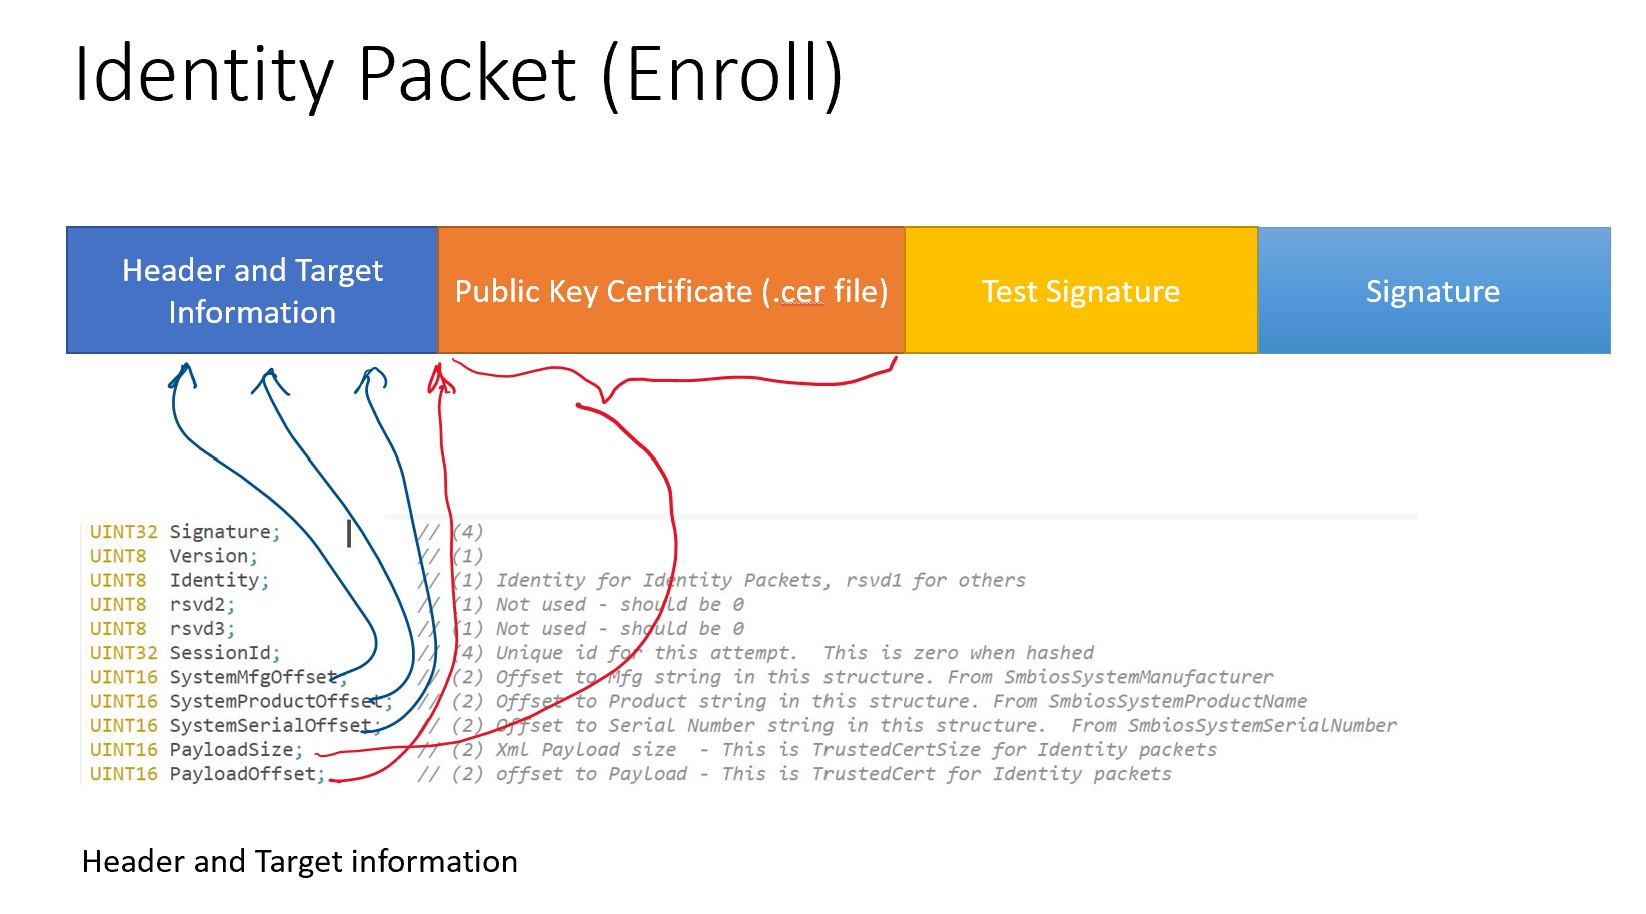 Identity Packet (Enroll)
Header and Target
Information
Public Key Certificate (.cer file)
Test Signature
Signature
UINT32 Signature; // (4)
UINT8 Version; // (1)
UINT8 Identity; // (1) Identity for Identity Packets, rsvd1 for others
UINT8 rsvd2; // (1) Not used - should be 0
UINT8 rsvd3; // (1) Not used - should be 0
UINT32 SessionId; // (4) Unique id for this attempt. This is zero when hashed
UINT16 SystemMfgOffset; // (2) Offset to Mfg string in this structure. From SmbiosSystemManufacturer
UINT16 SystemProductOffset; // (2) Offset to Product string in this structure. From SmbiosSystemProductName
UINT16 SystemSerialOffset; // (2) Offset to Serial Number string in this structure. From SmbiosSystemSerialNumber
UINT16 PayloadSize; // (2) Xml Payload size - This is TrustedCertSize for Identity packets
UINT16 PayloadOffset; // (2) offset to Payload - This is TrustedCert for Identity packets
Header and Target information